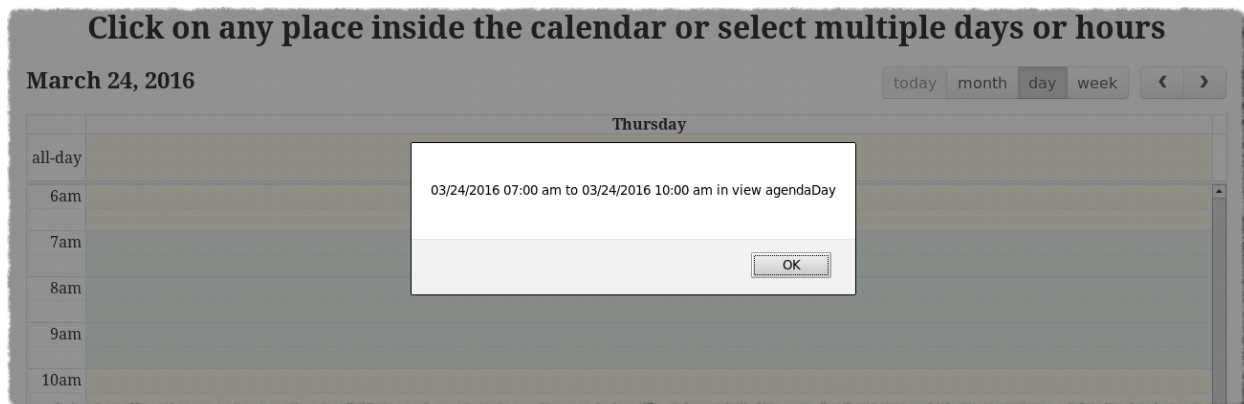 Click on any place inside the calendar or select multiple days or hours
March 24, 2016
today month day week
Thursday
all-day
03/24/2016 07:00 am to 03/24/2016 10:00 am in view agendaDay
OK
6am
7am
8am
9am
10am